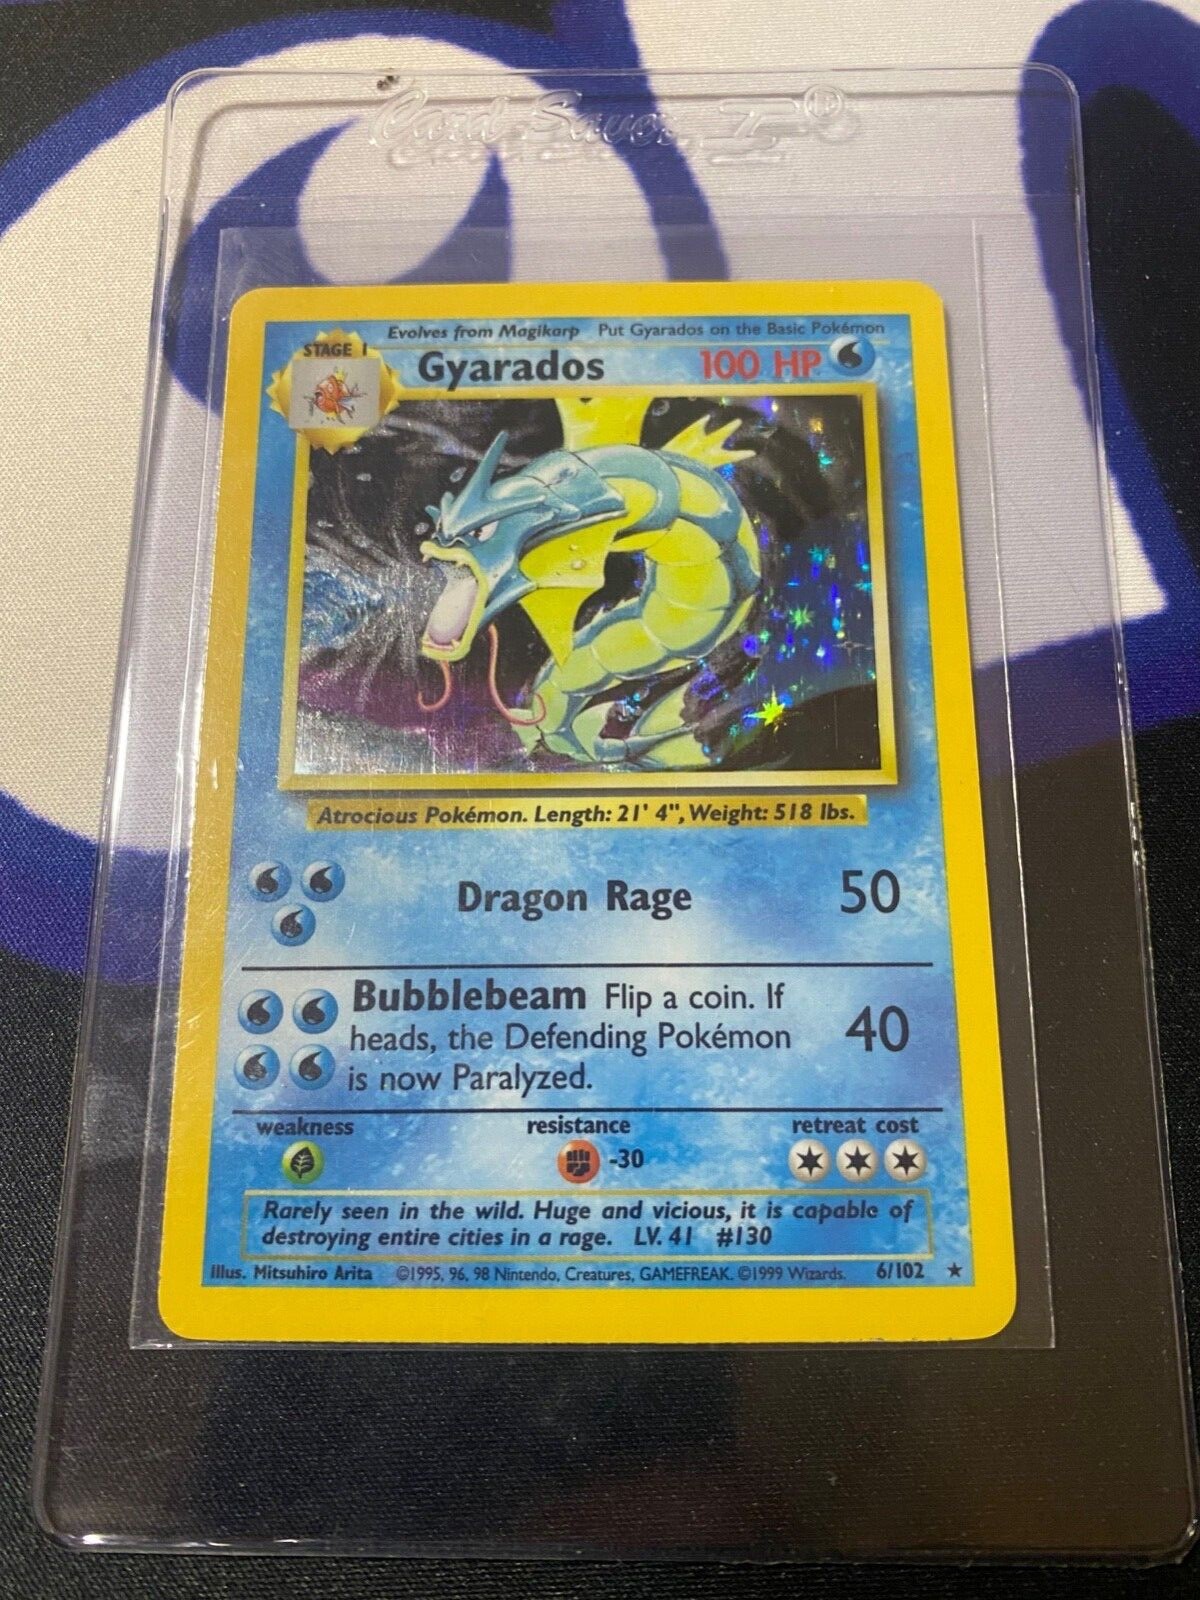 Card Saver I®
Evolves from Magikarp Put Gyarados on the Basic Pokémon
STAGE 1
Gyarados 100 HP
Atrocious Pokémon. Length: 21' 4", Weight: 518 lbs.
Dragon Rage 50
Bubblebeam Flip a coin. If
heads, the Defending Pokémon
is now Paralyzed.
40
weakness resistance retreat cost
-30
Rarely seen in the wild. Huge and vicious, it is capable of
destroying entire cities in a rage. LV. 41 #130
Illus. Mitsuhiro Arita ©1995, 96, 98 Nintendo, Creatures, GAMEFREAK. ©1999 Wizards. 6/102 ★